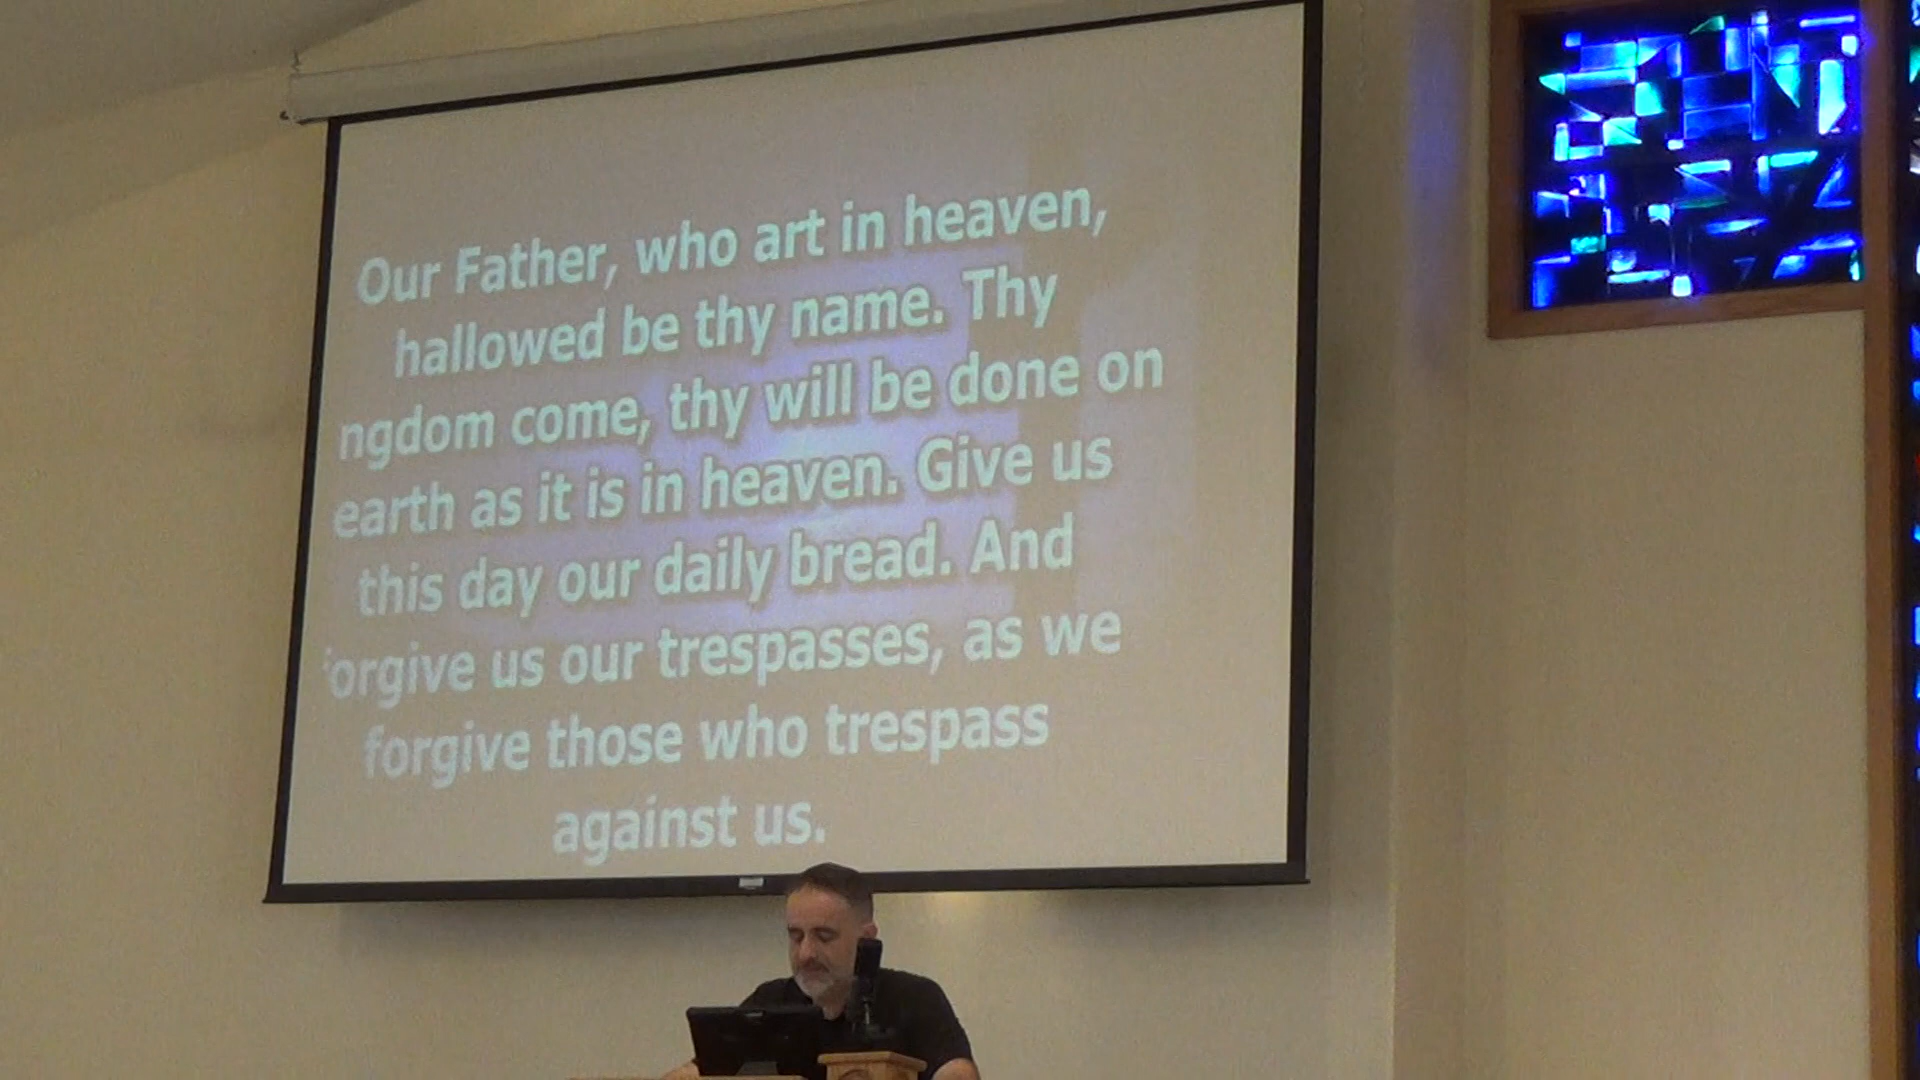 Our Father, who art in heaven,
hallowed be thy name. Thy
ngdom come, thy will be done on
earth as it is in heaven. Give us
this day our daily bread. And
forgive us our trespasses, as we
forgive those who trespass
against us.